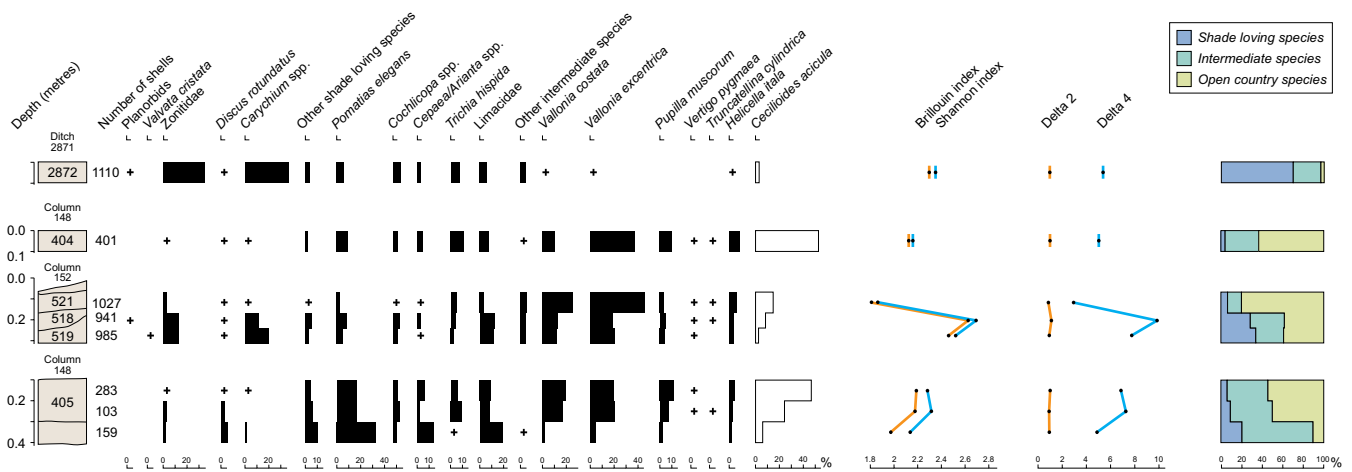 Depth (metres)
Number of shells
Planorbids
Valvata cristata
Zonitidae
Discus rotundatus
Carychium spp.
Other shade loving species
Pomatias elegans
Cochlicopa spp.
Cepaea/Arianta spp.
Trichia hispida
Limacidae
Other intermediate species
Vallonia costata
Vallonia excentrica
Pupilla muscorum
Vertigo pygmaea
Truncatellina cylindrica
Helicella itala
Cecilioides acicula
Brillouin index
Shannon index
Delta 2
Delta 4
Shade loving species
Intermediate species
Open country species
Ditch
2871
2872 1110 + + + + +
Column
148
0.0
404 401 + + + + + +
0.1
Column
152
0.0
521 1027 + + + + + + +
518 941 + + + +
0.2
519 985 + + + +
Column
148
283 + + + +
0.2
405 103 + +
159 + +
0.4
0 0 0 20 0 0 20 0 10 0 20 0 0 0 10 0 0 0 20 0 20 0 10 0 0 0 0 20 40 %
1.8 2 2.2 2.4 2.6 2.8 0 2 4 6 8 10 0 20 40 60 80 100 %